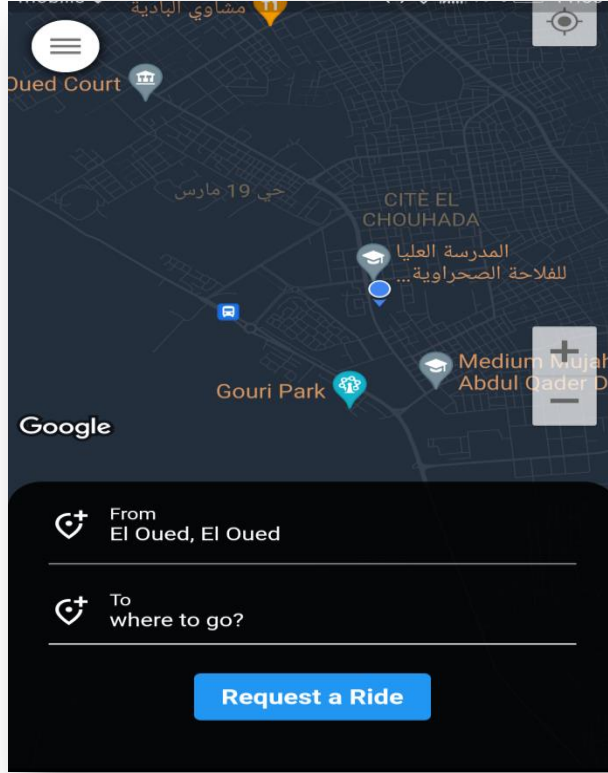 مشاوي البادية
Oued Court
حي 19 مارس
CITÈ EL
CHOUHADA
المدرسة العليا
للفلاحة الصحراوية...
Medium Mujah
Abdul Qader D
Gouri Park
Google
From
El Oued, El Oued
To
where to go?
Request a Ride